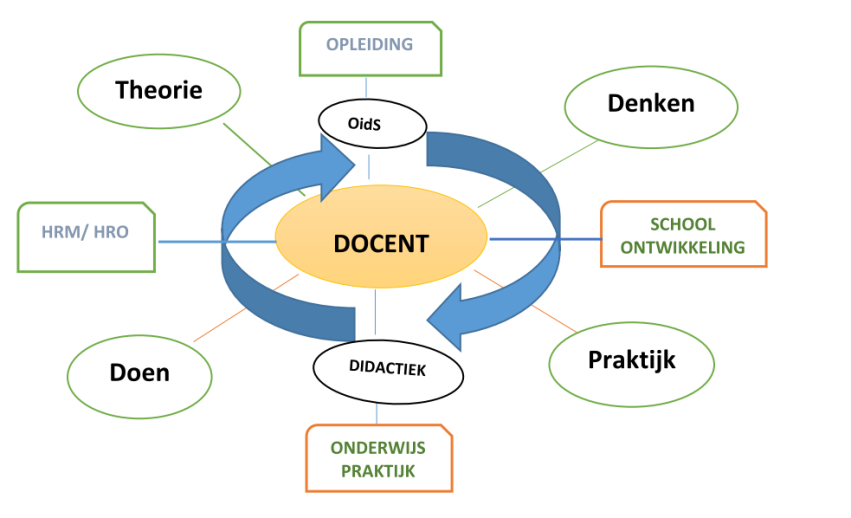 OPLEIDING
Theorie
Denken
OidS
HRM/ HRO
SCHOOL
ONTWIKKELING
DOCENT
Doen
DIDACTIEK
Praktijk
ONDERWIJS
PRAKTIJK